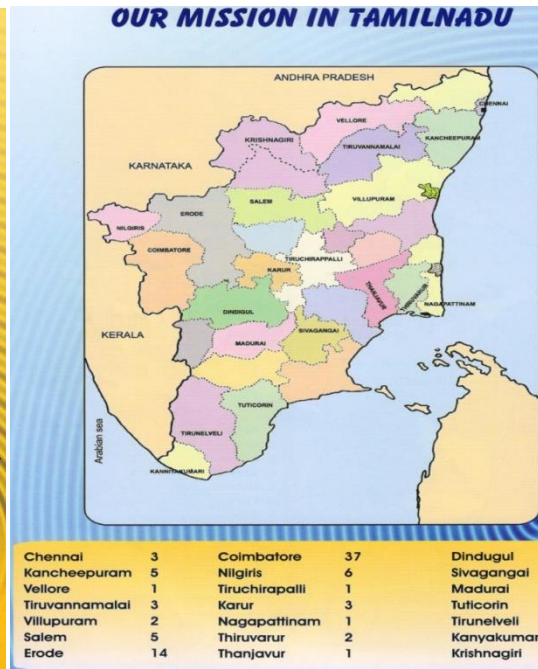 OUR MISSION IN TAMILNADU
ANDHRA PRADESH
CHENNAI
VELLORE
KANCHEEPURAM
KRISHNAGIRI
TIRUVANNAMALAI
KARNATAKA
ERODE
SALEM
VILLUPURAM
NILGIRIS
COIMBATORE
TIRUCHIRAPPALLI
KARUR
THANJAVUR
NAGAPATTINAM
DINDIGUL
KERALA
MADURAI
SIVAGANGAI
TUTICORIN
TIRUNELVELI
Arabian sea
KANNIYAKUMARI
Chennai 3 Coimbatore 37 Dindugul
Kancheepuram 5 Nilgiris 6 Sivagangai
Vellore 1 Tiruchirapalli 1 Madurai
Tiruvannamalai 3 Karur 3 Tuticorin
Villupuram 2 Nagapattinam 1 Tirunelveli
Salem 5 Thiruvarur 2 Kanyakumar
Erode 14 Thanjavur 1 Krishnagiri